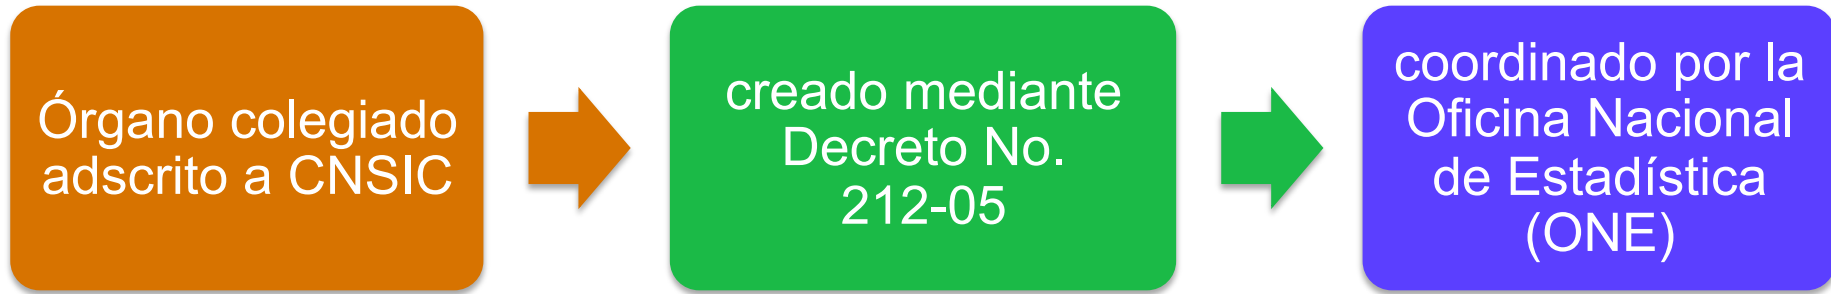 Órgano colegiado
adscrito a CNSIC
creado mediante
Decreto No.
212-05
coordinado por la
Oficina Nacional
de Estadística
(ONE)